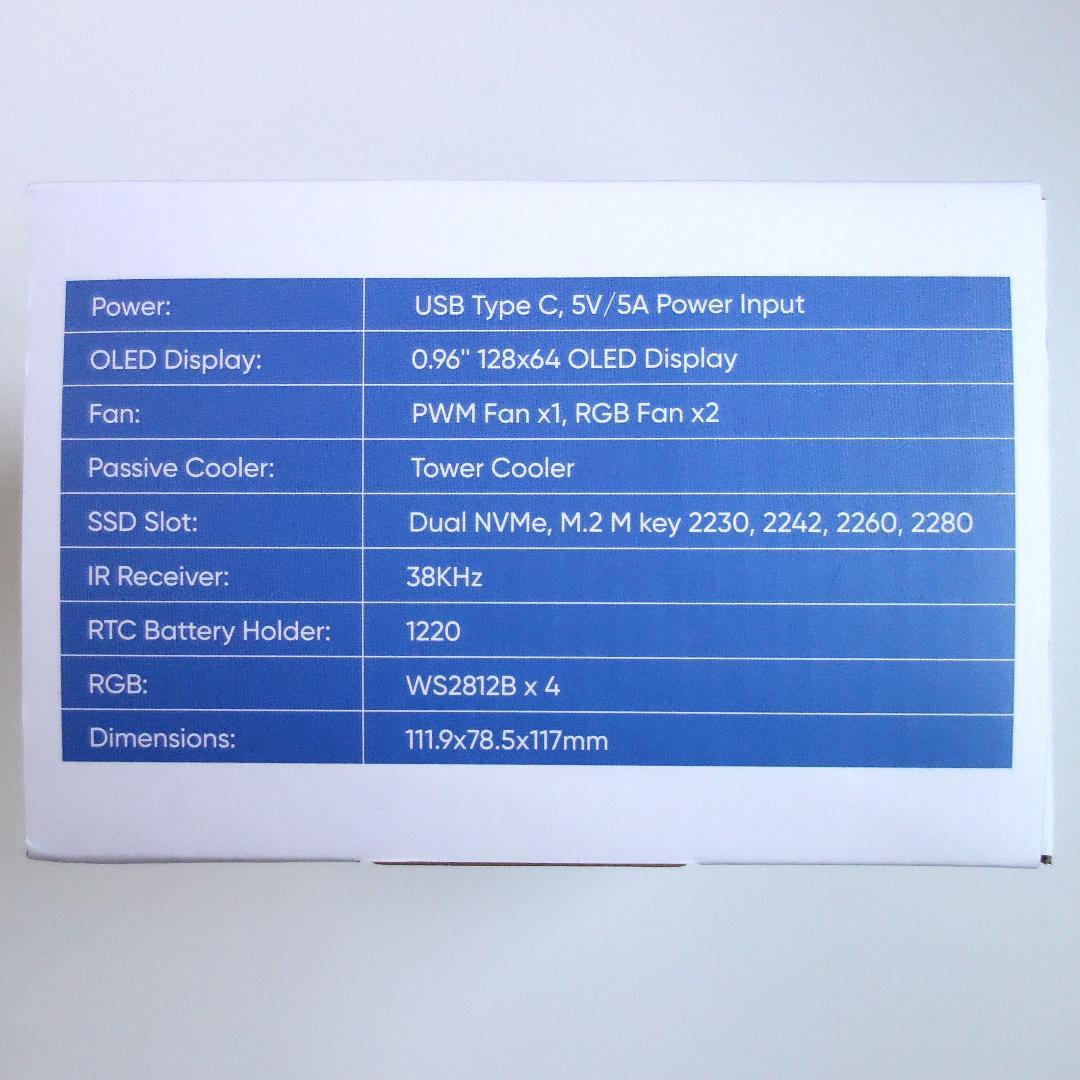 Power: USB Type C, 5V/5A Power Input
OLED Display: 0.96" 128x64 OLED Display
Fan: PWM Fan x1, RGB Fan x2
Passive Cooler: Tower Cooler
SSD Slot: Dual NVMe, M.2 M key 2230, 2242, 2260, 2280
IR Receiver: 38KHz
RTC Battery Holder: 1220
RGB: WS2812B x 4
Dimensions: 111.9x78.5x117mm